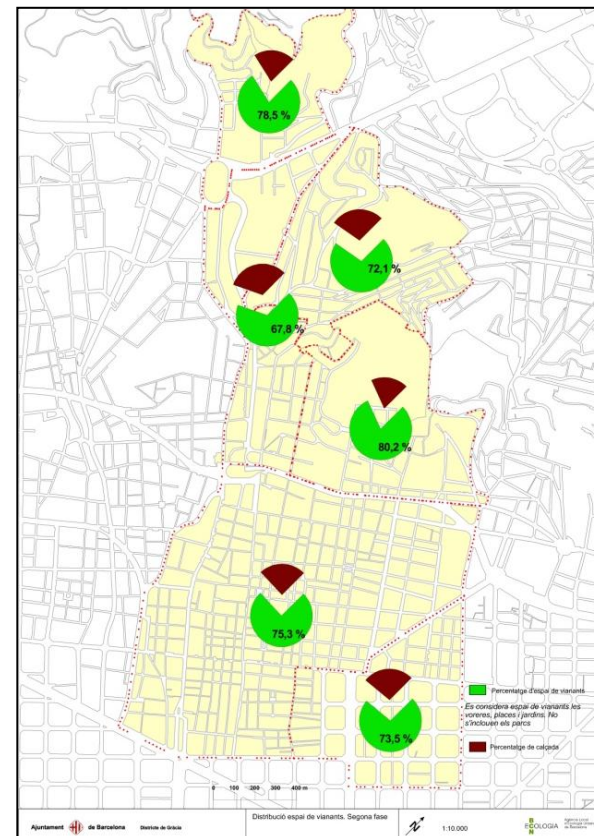 78,5 %
72,1 %
67,8 %
80,2 %
75,3 %
73,5 %
Percentatge d'espai de vianants
Es considera espai de vianants les
voreres, places i jardins. No
s'inclouen els parcs
Percentatge de calçada
0 100 200 300 400 m
Ajuntament de Barcelona
Districte de Gràcia
Distribució espai de vianants. Segona fase
1:10.000
ECOLOGIA